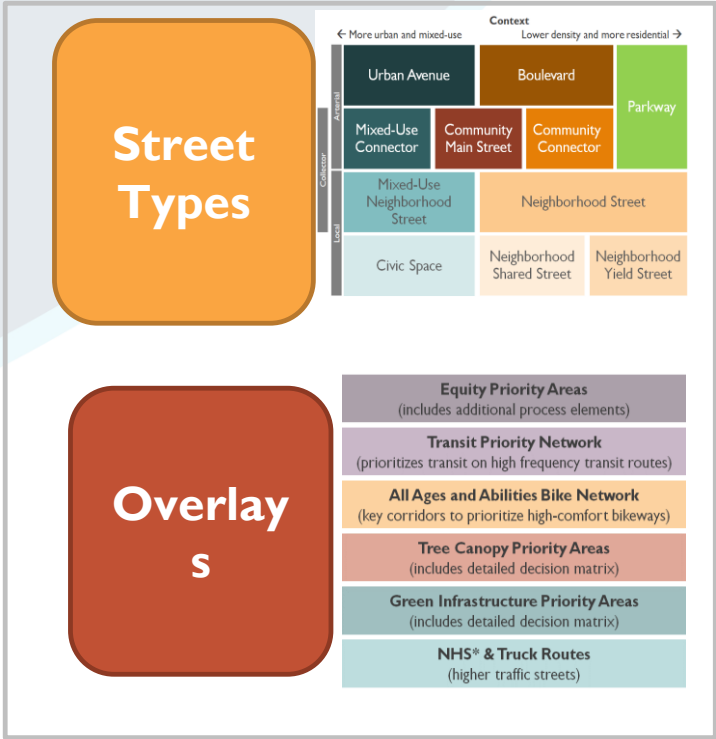 Context
← More urban and mixed-use
Lower density and more residential →
Street
Types
Arterial
Collector
Local
Urban Avenue
Boulevard
Parkway
Mixed-Use
Connector
Community
Main Street
Community
Connector
Mixed-Use
Neighborhood
Street
Neighborhood Street
Civic Space
Neighborhood
Shared Street
Neighborhood
Yield Street
Overlay
s
Equity Priority Areas
(includes additional process elements)
Transit Priority Network
(prioritizes transit on high frequency transit routes)
All Ages and Abilities Bike Network
(key corridors to prioritize high-comfort bikeways)
Tree Canopy Priority Areas
(includes detailed decision matrix)
Green Infrastructure Priority Areas
(includes detailed decision matrix)
NHS* & Truck Routes
(higher traffic streets)